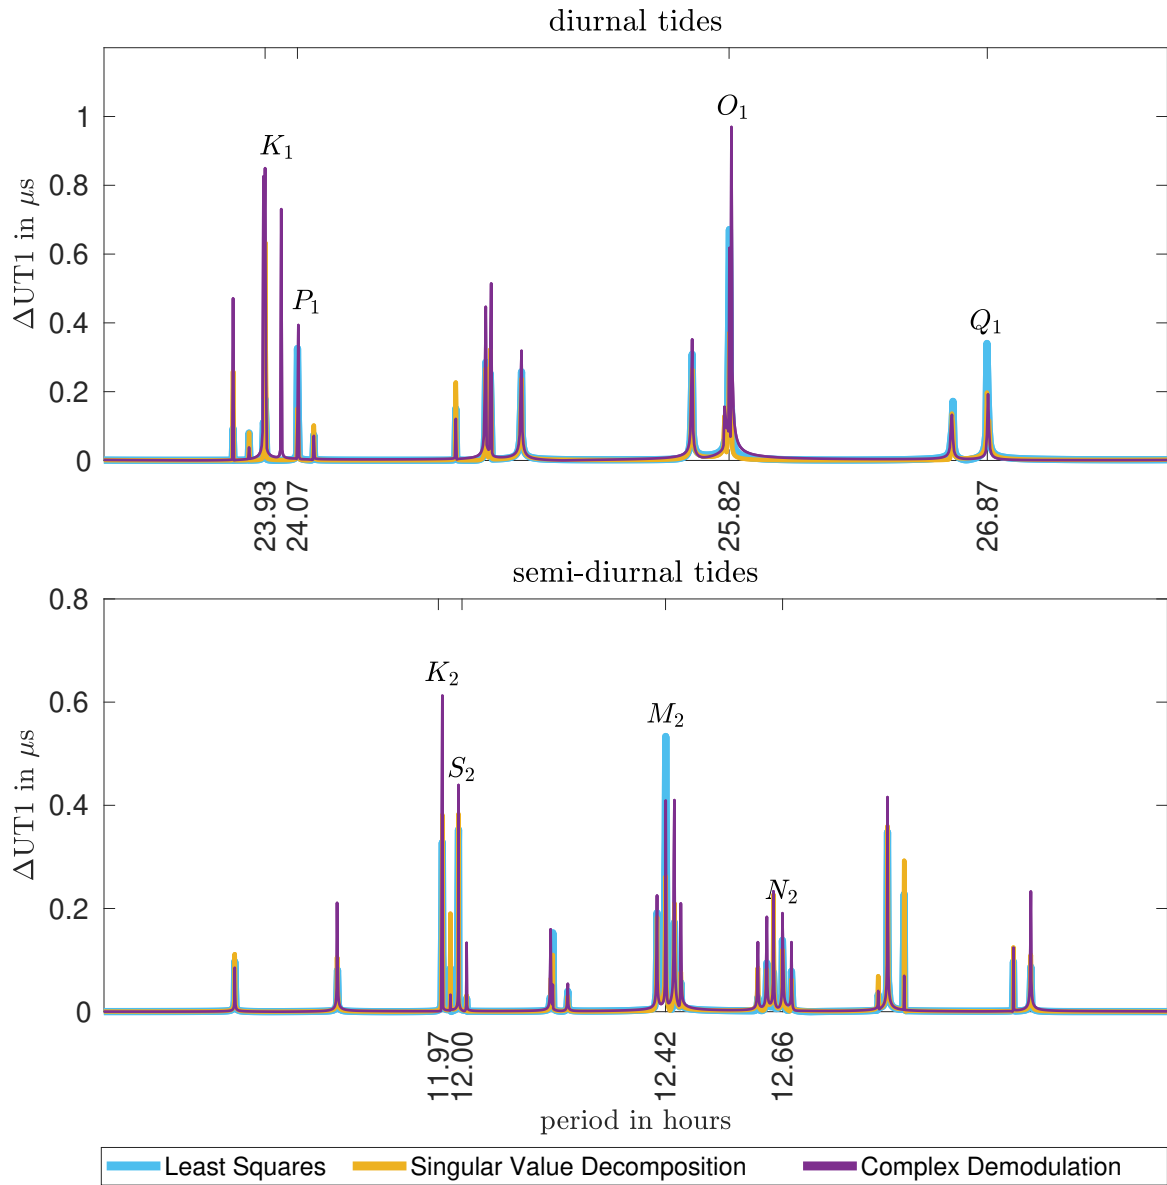 diurnal tides
ΔUT1 in μs
1
0.8
0.6
0.4
0.2
0
K₁
P₁
O₁
Q₁
23.93
24.07
25.82
26.87
semi-diurnal tides
ΔUT1 in μs
0.8
0.6
0.4
0.2
0
K₂
S₂
M₂
N₂
11.97
12.00
12.42
12.66
period in hours
Least Squares Singular Value Decomposition Complex Demodulation